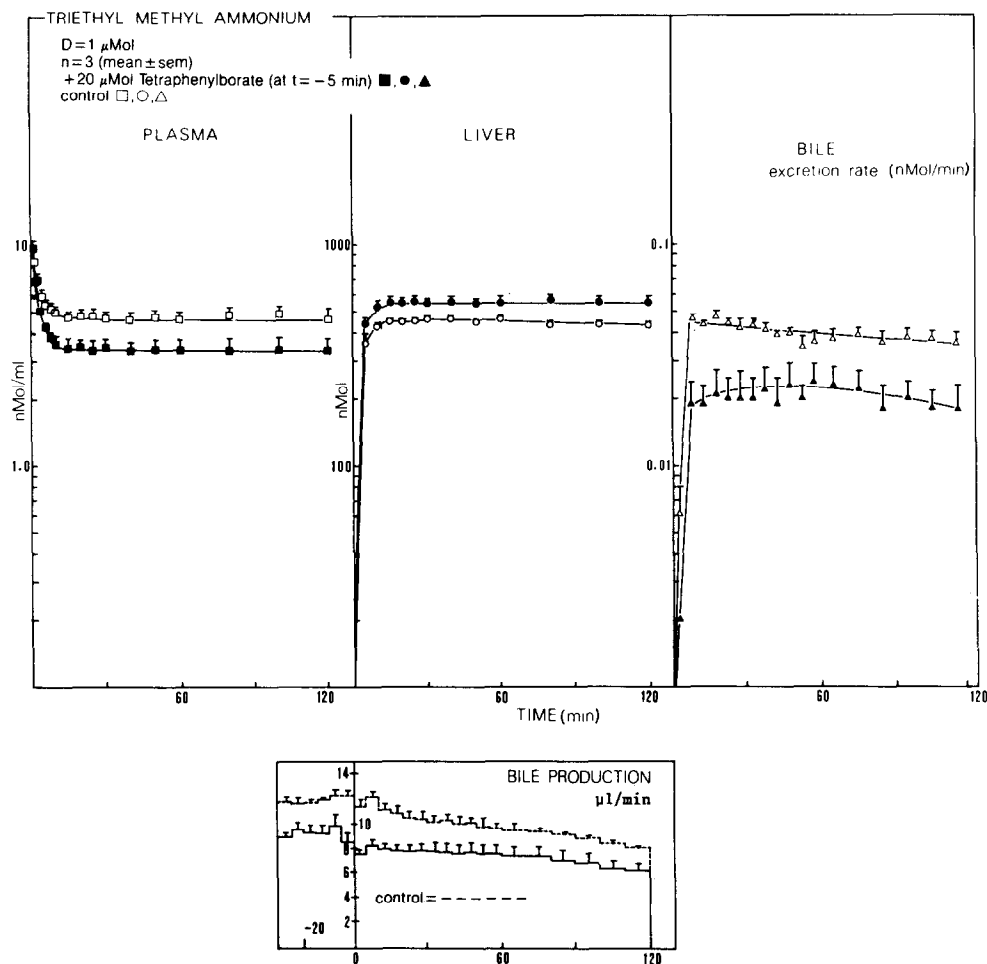 TRIETHYL METHYL AMMONIUM
D=1 μMol
n=3 (mean±sem)
+20 μMol Tetraphenylborate (at t=−5 min) ■,●,▲
control □,○,△
PLASMA
LIVER
BILE
excretion rate (nMol/min)
10
1.0
nMol/ml
1000
100
nMol
0.1
0.01
60
120
60
120
60
120
TIME (min)
BILE PRODUCTION
μl/min
14
10
8
6
4
2
control = -------
-20
0
60
120